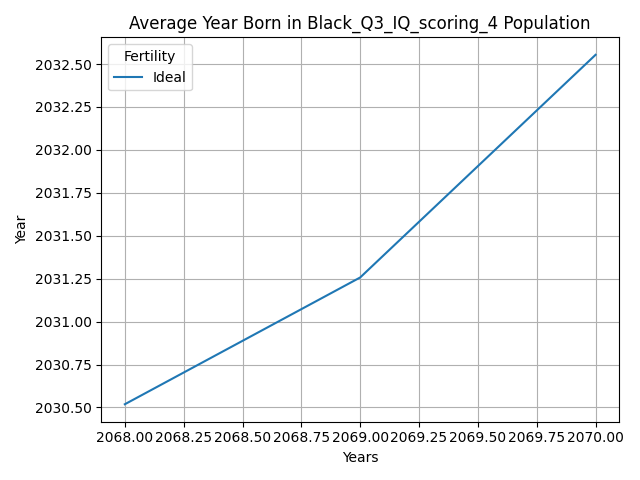 Average Year Born in Black_Q3_IQ_scoring_4 Population
Fertility
Ideal
2032.50
2032.25
2032.00
2031.75
2031.50
2031.25
2031.00
2030.75
2030.50
Year
2068.00 2068.25 2068.50 2068.75 2069.00 2069.25 2069.50 2069.75 2070.00
Years